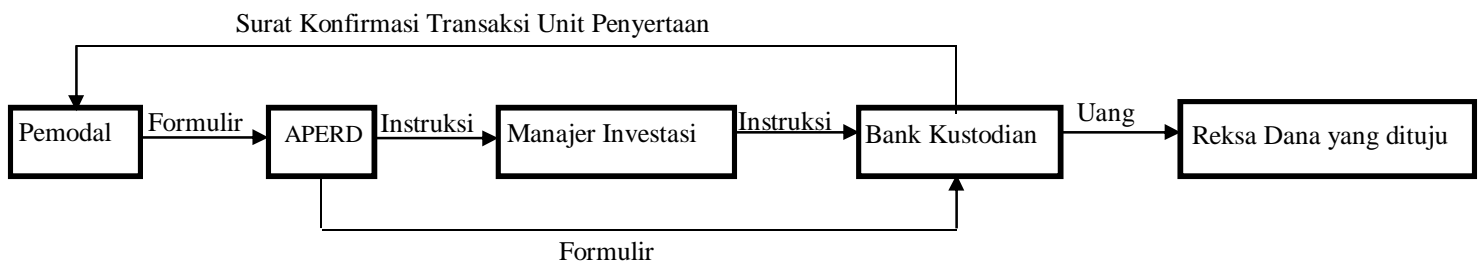 Surat Konfirmasi Transaksi Unit Penyertaan
Pemodal
Formulir
APERD
Instruksi
Manajer Investasi
Instruksi
Bank Kustodian
Uang
Reksa Dana yang dituju
Formulir